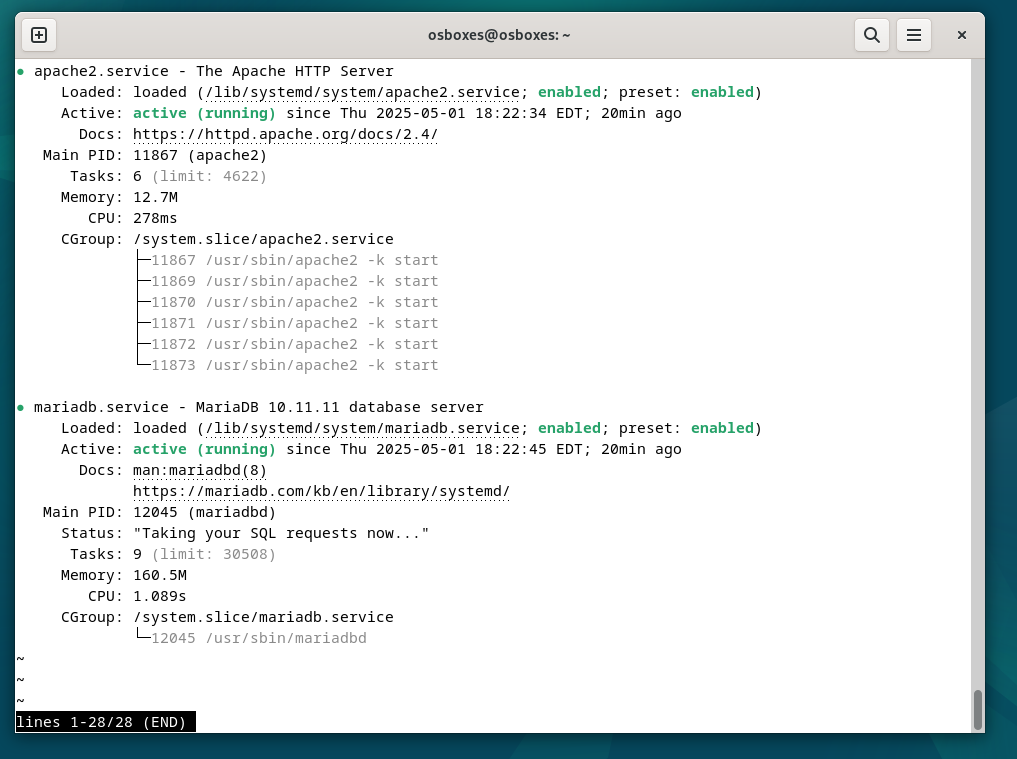 osboxes@osboxes: ~
● apache2.service - The Apache HTTP Server
     Loaded: loaded (/lib/systemd/system/apache2.service; enabled; preset: enabled)
     Active: active (running) since Thu 2025-05-01 18:22:34 EDT; 20min ago
       Docs: https://httpd.apache.org/docs/2.4/
   Main PID: 11867 (apache2)
      Tasks: 6 (limit: 4622)
     Memory: 12.7M
        CPU: 278ms
     CGroup: /system.slice/apache2.service
             ├─11867 /usr/sbin/apache2 -k start
             ├─11869 /usr/sbin/apache2 -k start
             ├─11870 /usr/sbin/apache2 -k start
             ├─11871 /usr/sbin/apache2 -k start
             ├─11872 /usr/sbin/apache2 -k start
             └─11873 /usr/sbin/apache2 -k start

● mariadb.service - MariaDB 10.11.11 database server
     Loaded: loaded (/lib/systemd/system/mariadb.service; enabled; preset: enabled)
     Active: active (running) since Thu 2025-05-01 18:22:45 EDT; 20min ago
       Docs: man:mariadbd(8)
             https://mariadb.com/kb/en/library/systemd/
   Main PID: 12045 (mariadbd)
     Status: "Taking your SQL requests now..."
      Tasks: 9 (limit: 30508)
     Memory: 160.5M
        CPU: 1.089s
     CGroup: /system.slice/mariadb.service
             └─12045 /usr/sbin/mariadbd
~
~
~
lines 1-28/28 (END)